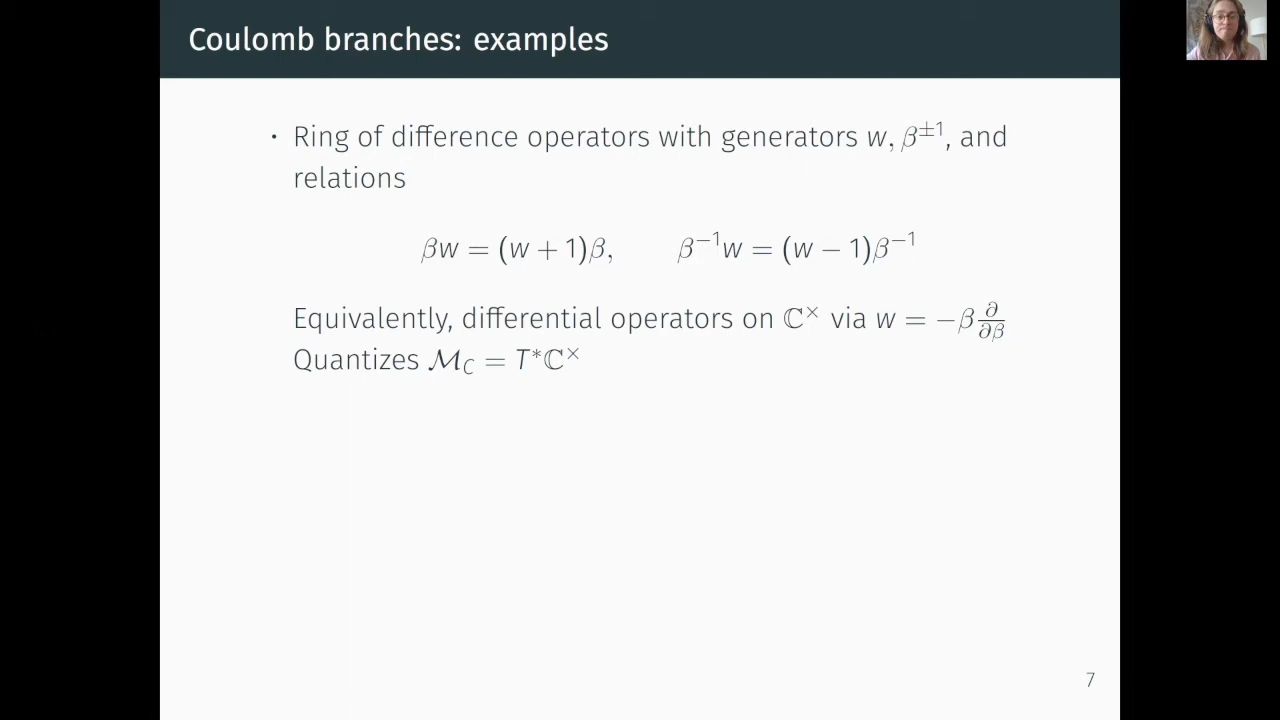 Coulomb branches: examples
• Ring of difference operators with generators w, β^{±1}, and
relations
βw = (w + 1)β,    β^{−1}w = (w − 1)β^{−1}
Equivalently, differential operators on ℂ^× via w = −β ∂/∂β
Quantizes ℳ_C = T*ℂ^×
7